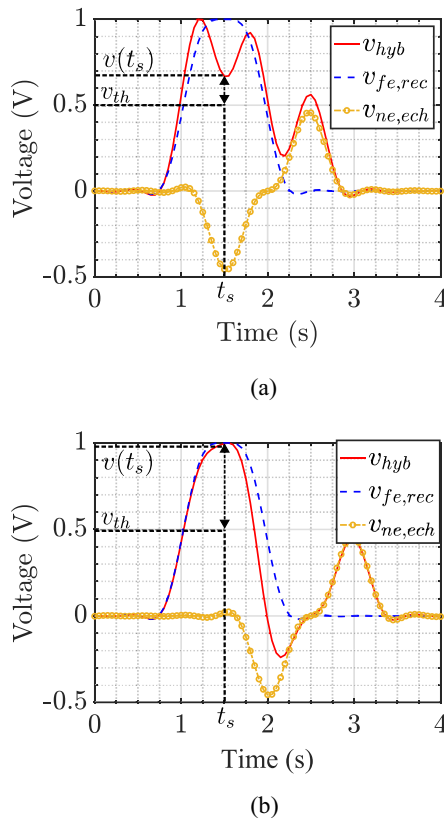 1
v(t_s)
v_th
0.5
0
-0.5
v_hyb
v_fe,rec
v_ne,ech
Voltage (V)
0 1 t_s 2 3 4
Time (s)
(a)
1
v(t_s)
v_th
0.5
0
-0.5
v_hyb
v_fe,rec
v_ne,ech
Voltage (V)
0 1 t_s 2 3 4
Time (s)
(b)